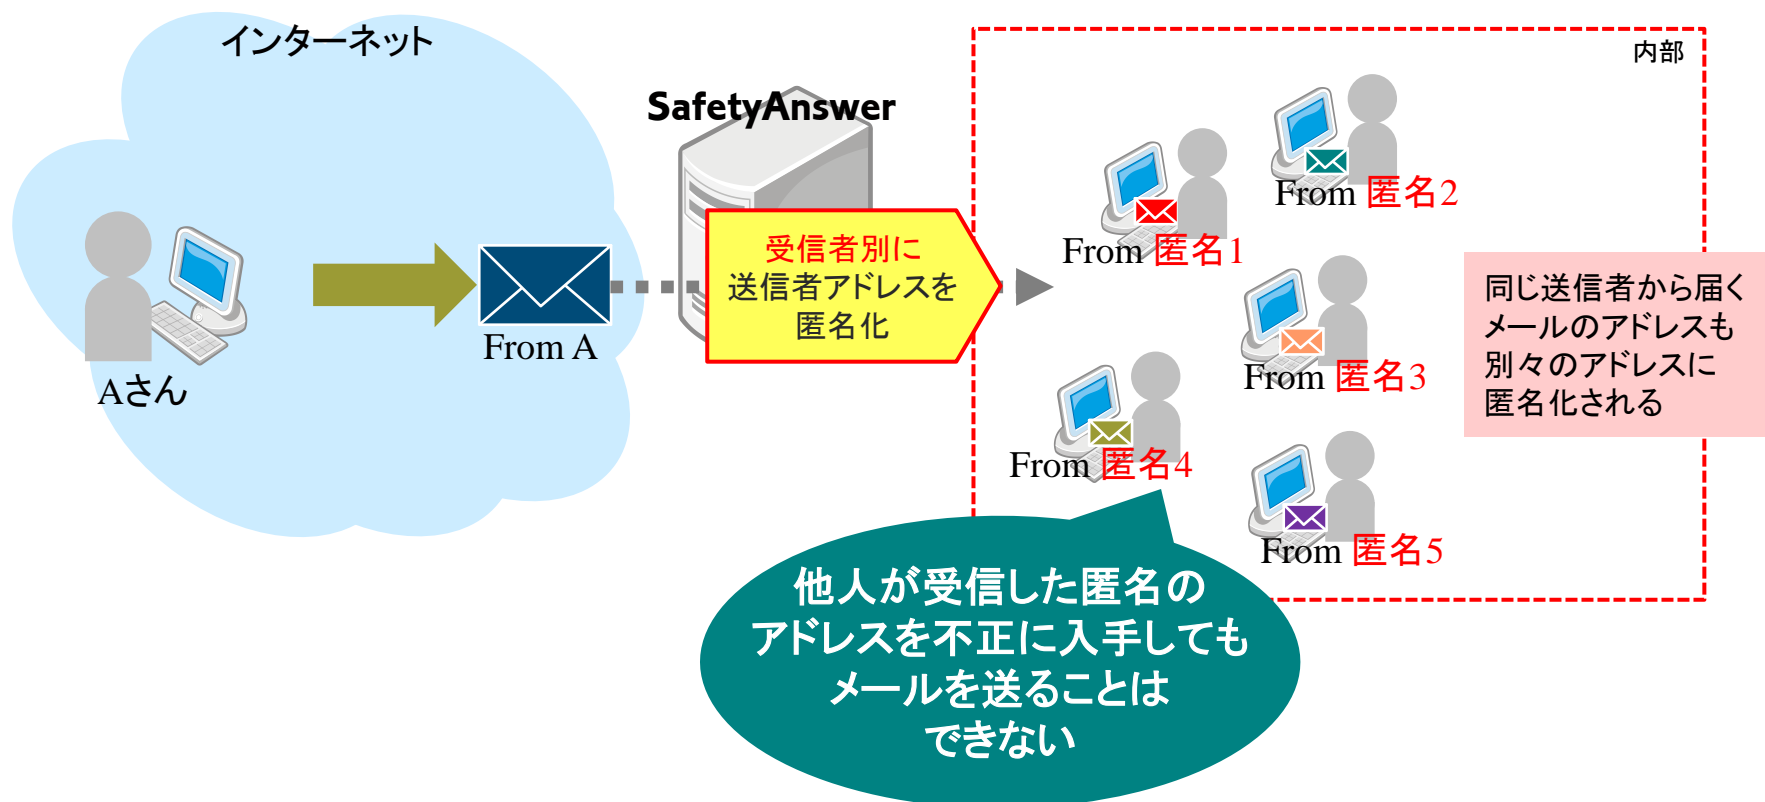 インターネット
内部
SafetyAnswer
From 匿名2
From 匿名1
受信者別に
送信者アドレスを
匿名化
From A
Aさん
From 匿名3
同じ送信者から届く
メールのアドレスも
別々のアドレスに
匿名化される
From 匿名4
From 匿名5
他人が受信した匿名の
アドレスを不正に入手しても
メールを送ることは
できない